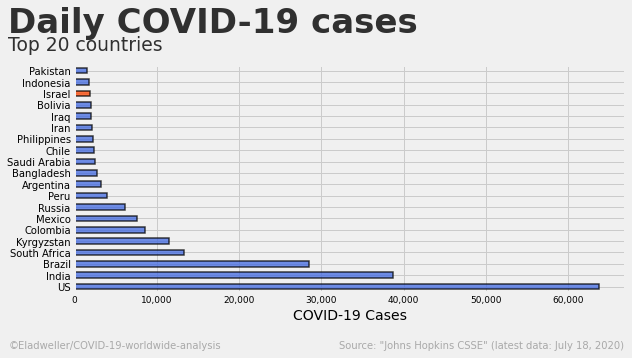 Daily COVID-19 cases
Top 20 countries
Pakistan
Indonesia
Israel
Bolivia
Iraq
Iran
Philippines
Chile
Saudi Arabia
Bangladesh
Argentina
Peru
Russia
Mexico
Colombia
Kyrgyzstan
South Africa
Brazil
India
US
0 10,000 20,000 30,000 40,000 50,000 60,000
COVID-19 Cases
©Eladweller/COVID-19-worldwide-analysis Source: "Johns Hopkins CSSE" (latest data: July 18, 2020)